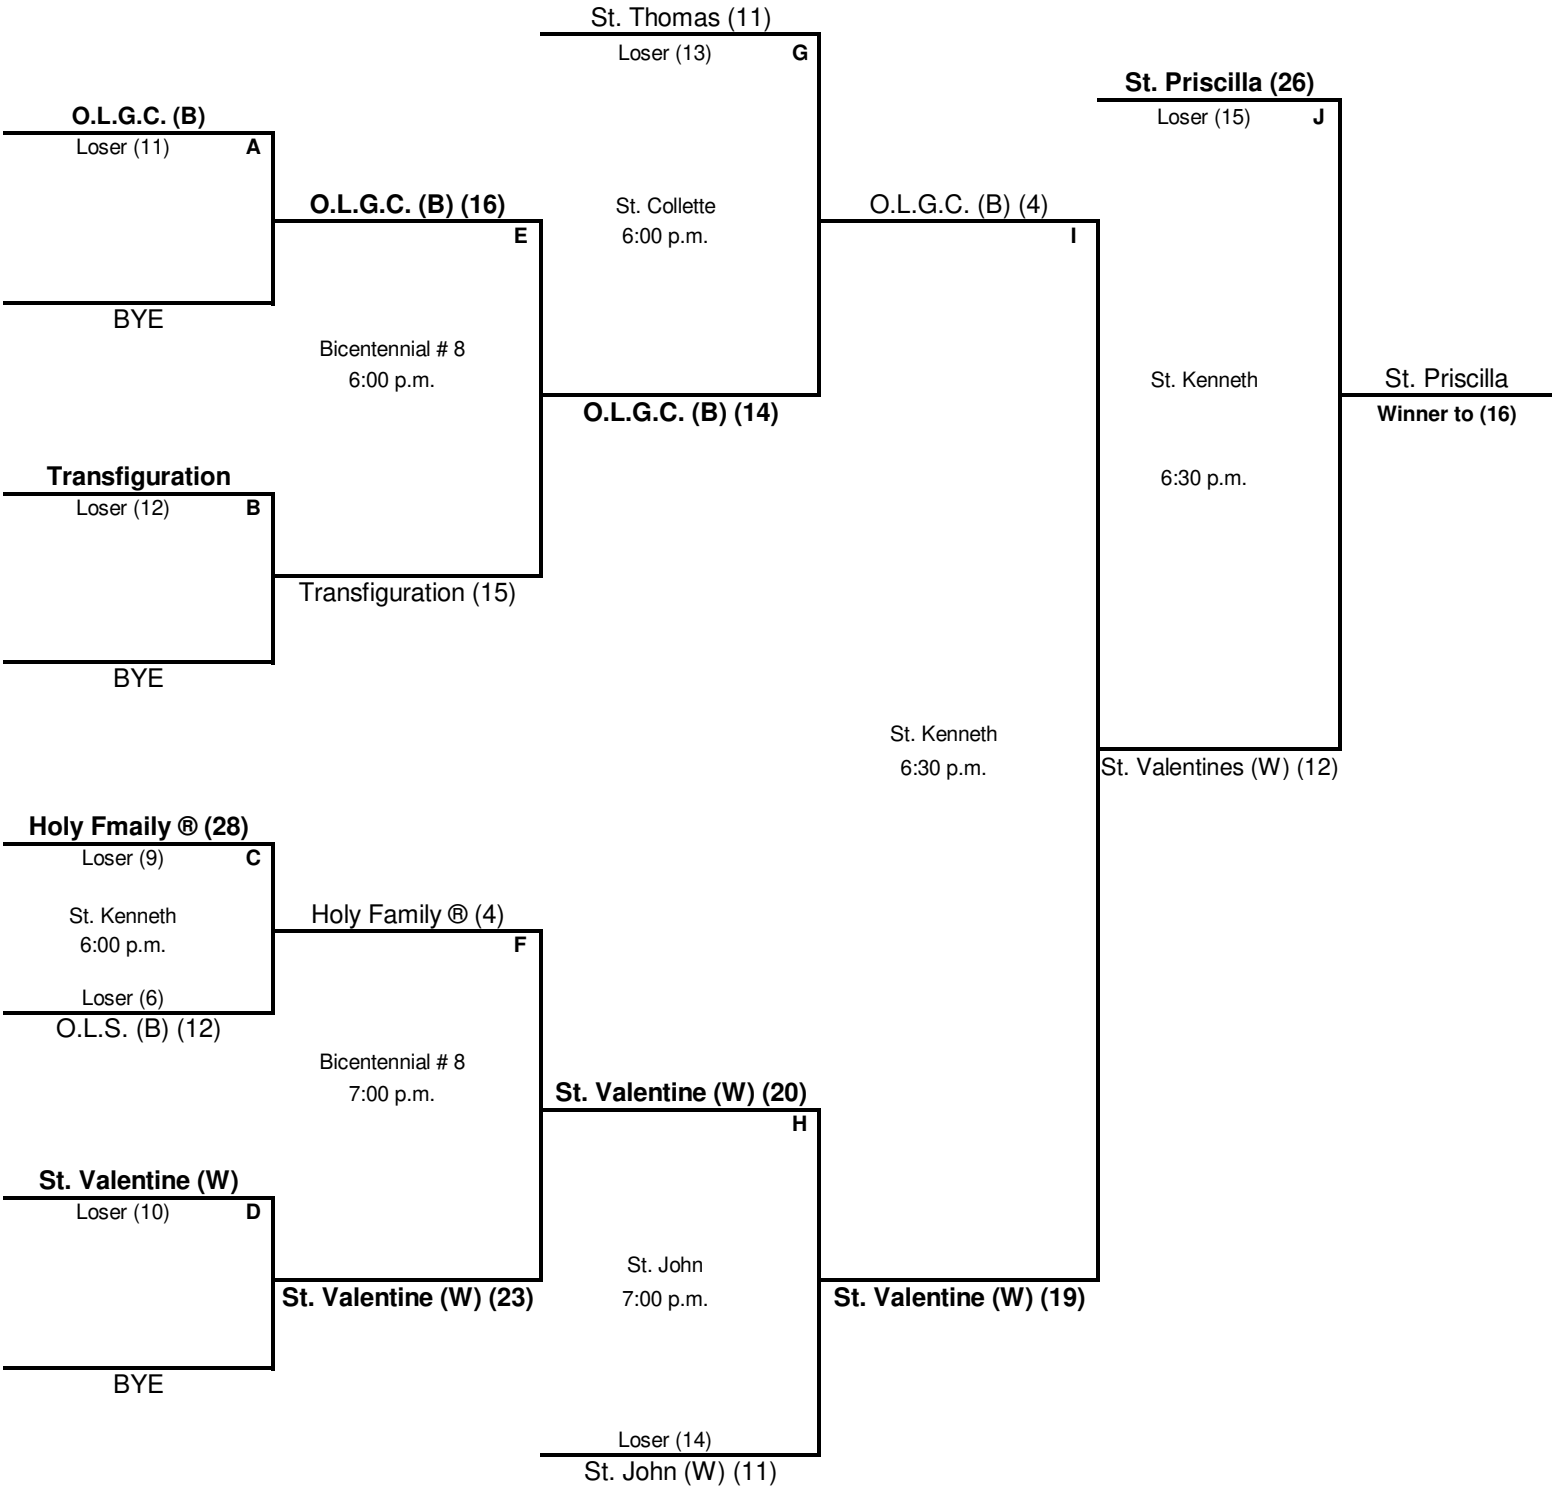 St. Thomas (11)
Loser (13) G
St. Priscilla (26)
Loser (15) J
O.L.G.C. (B)
Loser (11) A
O.L.G.C. (B) (16)
E
St. Collette
6:00 p.m.
O.L.G.C. (B) (4)
I
BYE
Bicentennial # 8
6:00 p.m.
St. Kenneth
St. Priscilla
Winner to (16)
O.L.G.C. (B) (14)
6:30 p.m.
Transfiguration
Loser (12) B
Transfiguration (15)
BYE
St. Kenneth
6:30 p.m.
St. Valentines (W) (12)
Holy Fmaily ® (28)
Loser (9) C
St. Kenneth
6:00 p.m.
Holy Family ® (4)
F
Loser (6)
O.L.S. (B) (12)
Bicentennial # 8
7:00 p.m.
St. Valentine (W) (20)
H
St. Valentine (W)
Loser (10) D
St. John
7:00 p.m.
St. Valentine (W) (23)
St. Valentine (W) (19)
BYE
Loser (14)
St. John (W) (11)